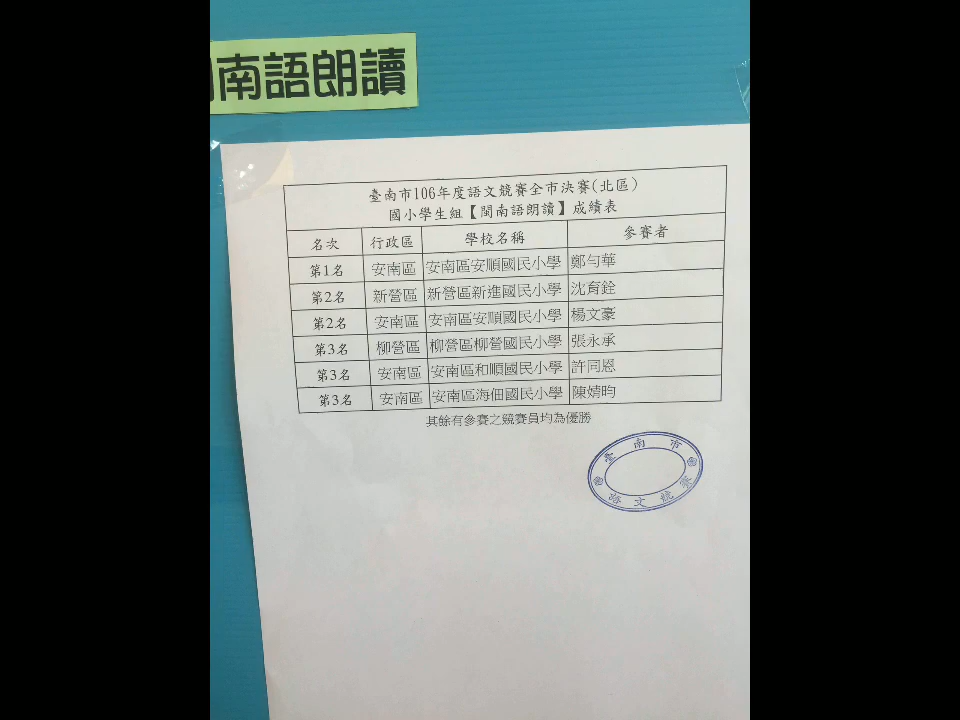 南語朗讀
臺南市106年度語文競賽全市決賽(北區)
國小學生組【閩南語朗讀】成績表
名次 行政區 學校名稱 參賽者
第1名 安南區 安南區安順國民小學 鄭勻華
第2名 新營區 新營區新進國民小學 沈育銓
第2名 安南區 安南區安順國民小學 楊文豪
第3名 柳營區 柳營區柳營國民小學 張永承
第3名 安南區 安南區和順國民小學 許同恩
第3名 安南區 安南區海佃國民小學 陳婧昀
其餘有參賽之競賽員均為優勝
臺南市
語文競賽